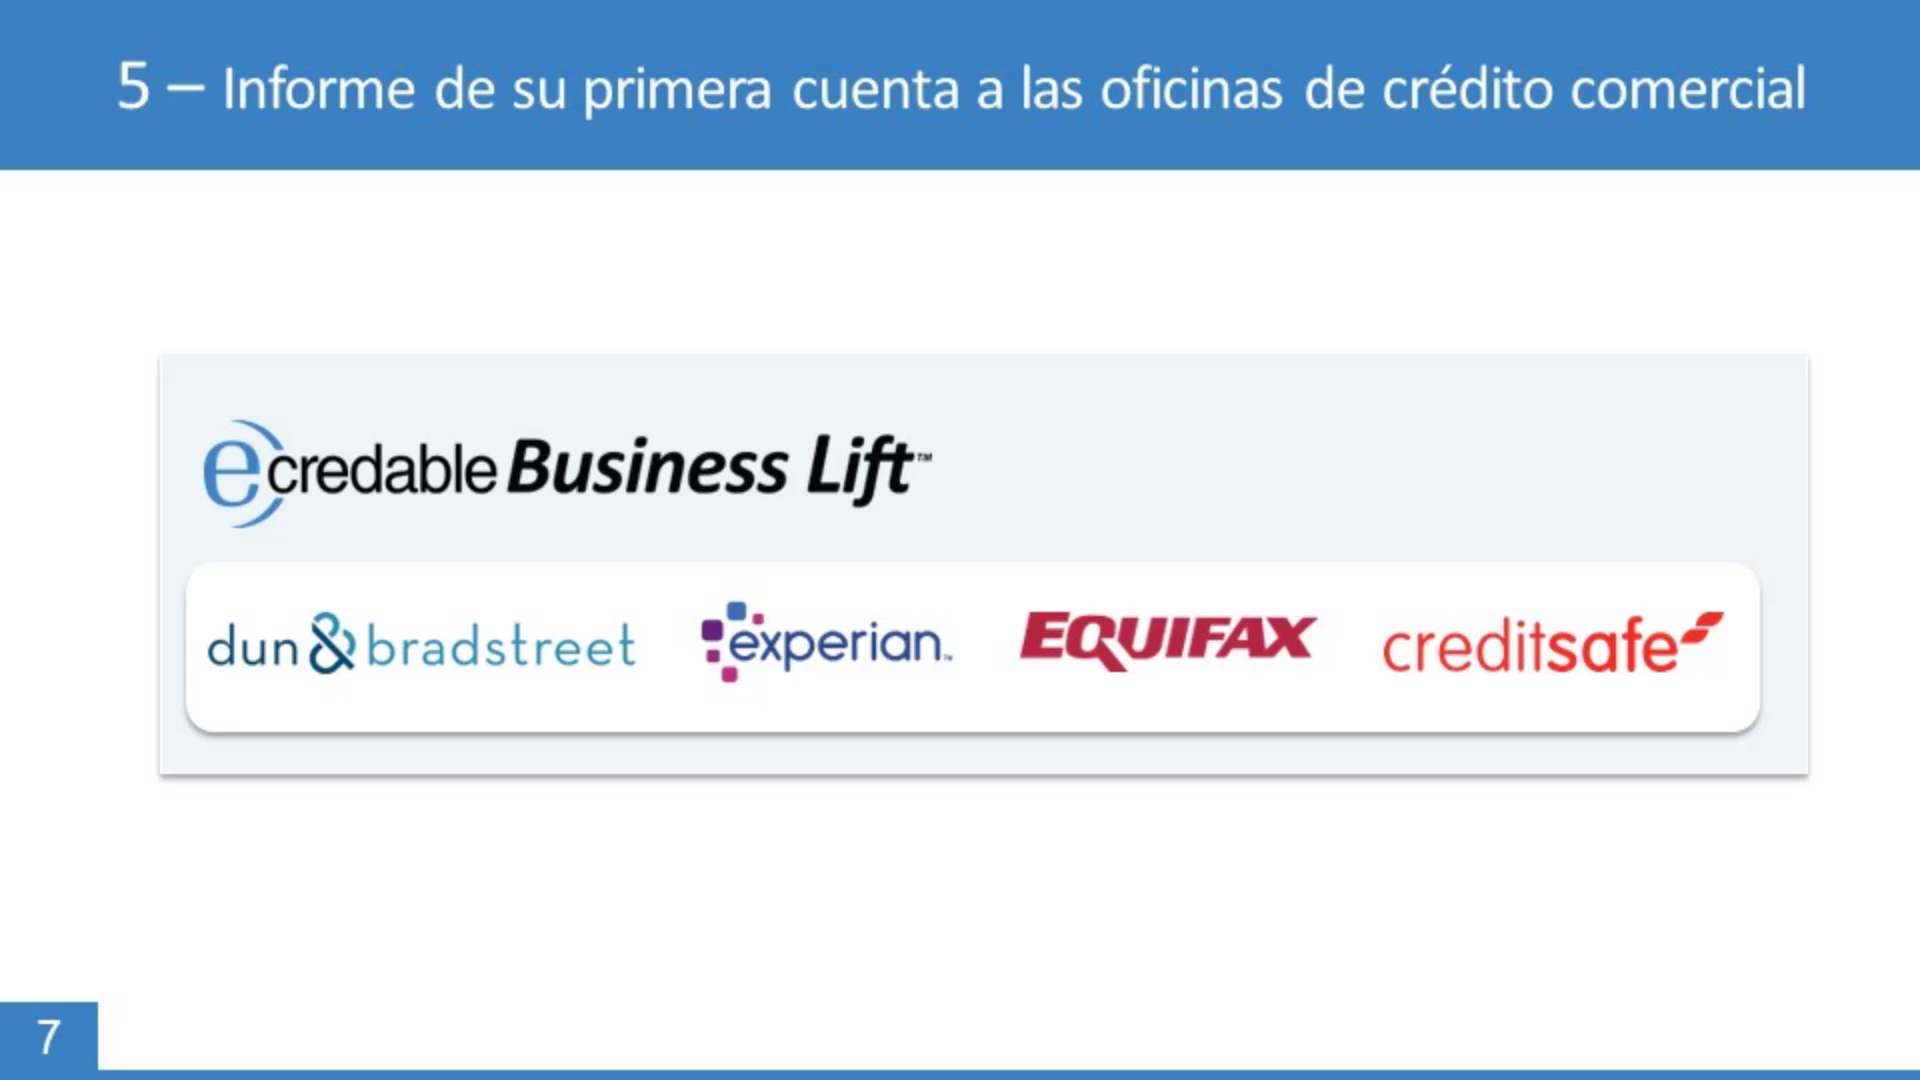 5 – Informe de su primera cuenta a las oficinas de crédito comercial
ecredable Business Lift™
dun & bradstreet experian™ EQUIFAX creditsafe
7